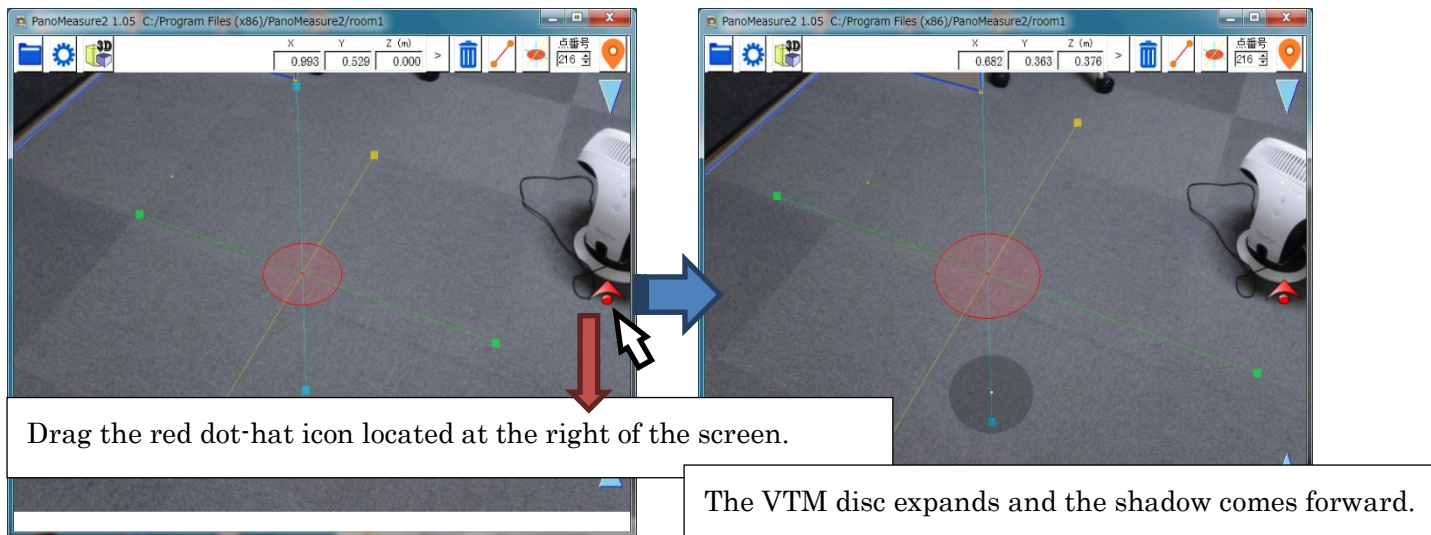 PanoMeasure2 1.05 C:/Program Files (x86)/PanoMeasure2/room1
3D
X Y Z (m)
点番号
0.993 0.529 0.000 >
216
PanoMeasure2 1.05 C:/Program Files (x86)/PanoMeasure2/room1
3D
X Y Z (m)
点番号
0.682 0.363 0.376 >
216
Drag the red dot-hat icon located at the right of the screen.
The VTM disc expands and the shadow comes forward.